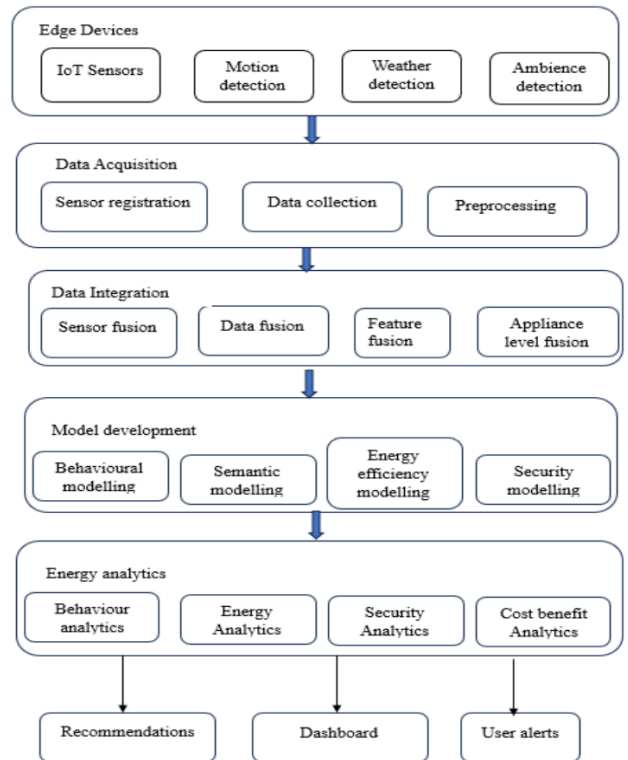 Edge Devices
IoT Sensors
Motion
detection
Weather
detection
Ambience
detection
Data Acquisition
Sensor registration
Data collection
Preprocessing
Data Integration
Sensor fusion
Data fusion
Feature
fusion
Appliance
level fusion
Model development
Behavioural
modelling
Semantic
modelling
Energy
efficiency
modelling
Security
modelling
Energy analytics
Behaviour
analytics
Energy
Analytics
Security
Analytics
Cost benefit
Analytics
Recommendations
Dashboard
User alerts